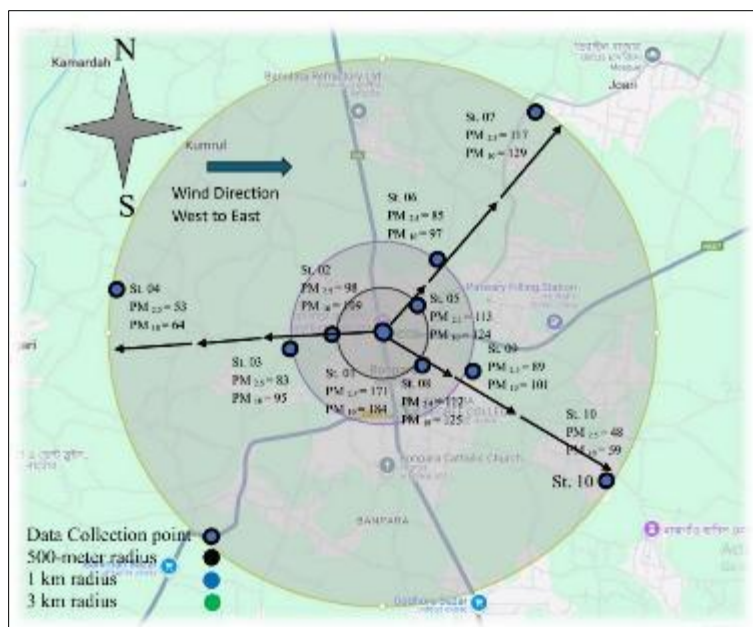 Kamardah
N
S
Kumrul
Wind Direction
West to East
Joari
St. 07
PM 2.5 = 117
PM 10 = 129
St. 06
PM 2.5 = 85
PM 10 = 97
St. 04
PM 2.5 = 53
PM 10 = 64
St. 02
PM 2.5 = 98
PM 10 = 109
St. 05
PM 2.5 = 113
PM 10 = 124
Filling Station
St. 03
PM 2.5 = 83
PM 10 = 95
St. 01
PM 2.5 = 171
PM 10 = 184
St. 08
PM 2.5 = 112
PM 10 = 125
St. 09
PM 2.5 = 89
PM 10 = 101
St. 10
PM 2.5 = 48
PM 10 = 59
St. 10
Bonpara Catholic Church,
BANPARA
Data Collection point
500-meter radius
1 km radius
3 km radius